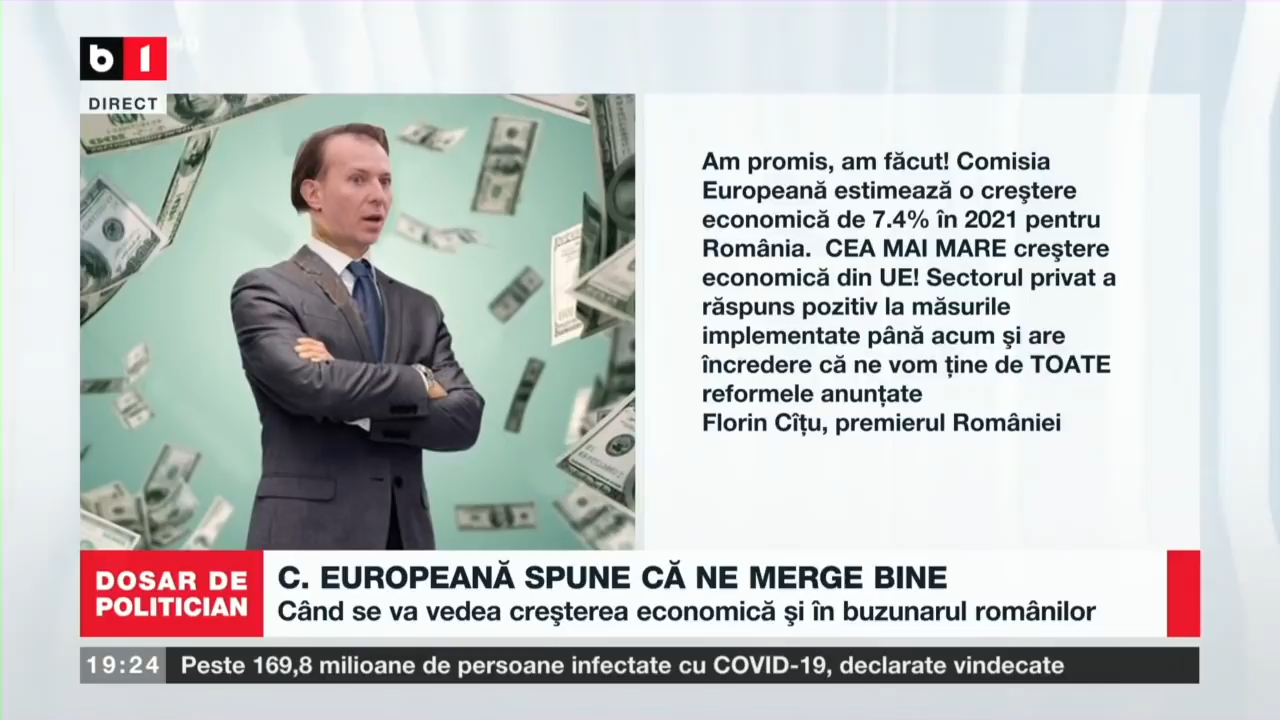 b 1
DIRECT
Am promis, am făcut! Comisia
Europeană estimează o creştere
economică de 7.4% în 2021 pentru
România. CEA MAI MARE creştere
economică din UE! Sectorul privat a
răspuns pozitiv la măsurile
implementate până acum şi are
încredere că ne vom ține de TOATE
reformele anunțate
Florin Cîțu, premierul României
DOSAR DE
POLITICIAN
C. EUROPEANĂ SPUNE CĂ NE MERGE BINE
Când se va vedea creşterea economică şi în buzunarul românilor
19:24 Peste 169,8 milioane de persoane infectate cu COVID-19, declarate vindecate